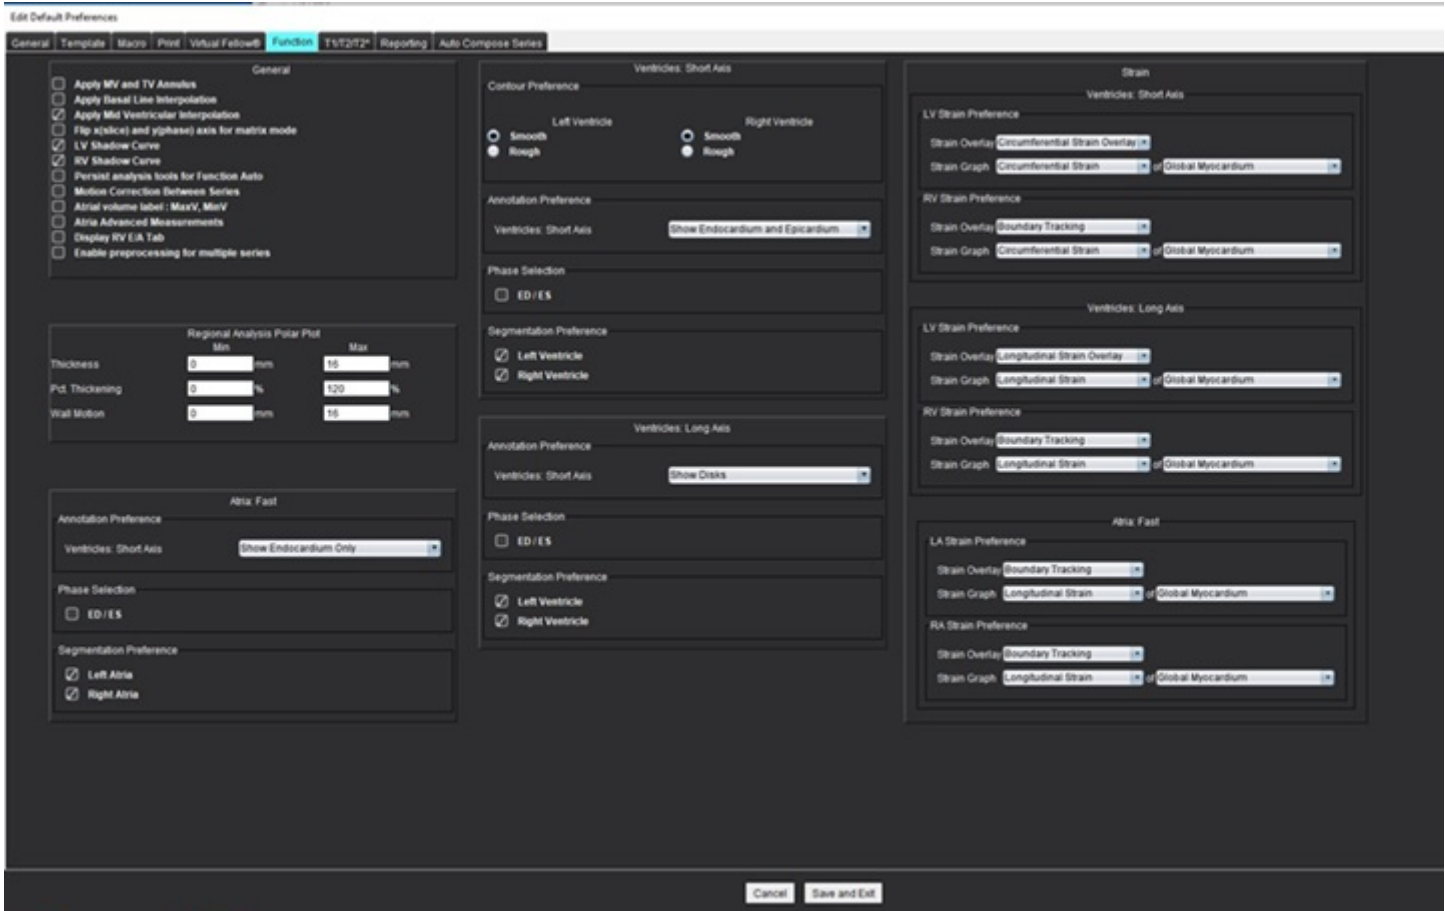 Edit Default Preferences
General Template Macro Print Virtual Fellow® Function T1/T2/T2* Reporting Auto Compose Series
General
Apply MV and TV Annulus
Apply Basal Line Interpolation
Apply Mid Ventricular Interpolation
Flip x(slice) and y(phase) axis for matrix mode
LV Shadow Curve
RV Shadow Curve
Persist analysis tools for Function Auto
Motion Correction Between Series
Atrial volume label : MaxV, MinV
Atria Advanced Measurements
Display RV E/A Tab
Enable preprocessing for multiple series
Regional Analysis Polar Plot
Min Max
Thickness 0 mm 16 mm
Pct. Thickening 0 % 120 %
Wall Motion 0 mm 16 mm
Atria: Fast
Annotation Preference
Ventricles: Short Axis Show Endocardium Only
Phase Selection
ED / ES
Segmentation Preference
Left Atria
Right Atria
Ventricles: Short Axis
Contour Preference
Left Ventricle Right Ventricle
Smooth Smooth
Rough Rough
Annotation Preference
Ventricles: Short Axis Show Endocardium and Epicardium
Phase Selection
ED / ES
Segmentation Preference
Left Ventricle
Right Ventricle
Ventricles: Long Axis
Annotation Preference
Ventricles: Short Axis Show Disks
Phase Selection
ED / ES
Segmentation Preference
Left Ventricle
Right Ventricle
Strain
Ventricles: Short Axis
LV Strain Preference
Strain Overlay Circumferential Strain Overlay
Strain Graph Circumferential Strain of Global Myocardium
RV Strain Preference
Strain Overlay Boundary Tracking
Strain Graph Circumferential Strain of Global Myocardium
Ventricles: Long Axis
LV Strain Preference
Strain Overlay Longitudinal Strain Overlay
Strain Graph Longitudinal Strain of Global Myocardium
RV Strain Preference
Strain Overlay Boundary Tracking
Strain Graph Longitudinal Strain of Global Myocardium
Atria: Fast
LA Strain Preference
Strain Overlay Boundary Tracking
Strain Graph Longitudinal Strain of Global Myocardium
RA Strain Preference
Strain Overlay Boundary Tracking
Strain Graph Longitudinal Strain of Global Myocardium
Cancel Save and Exit